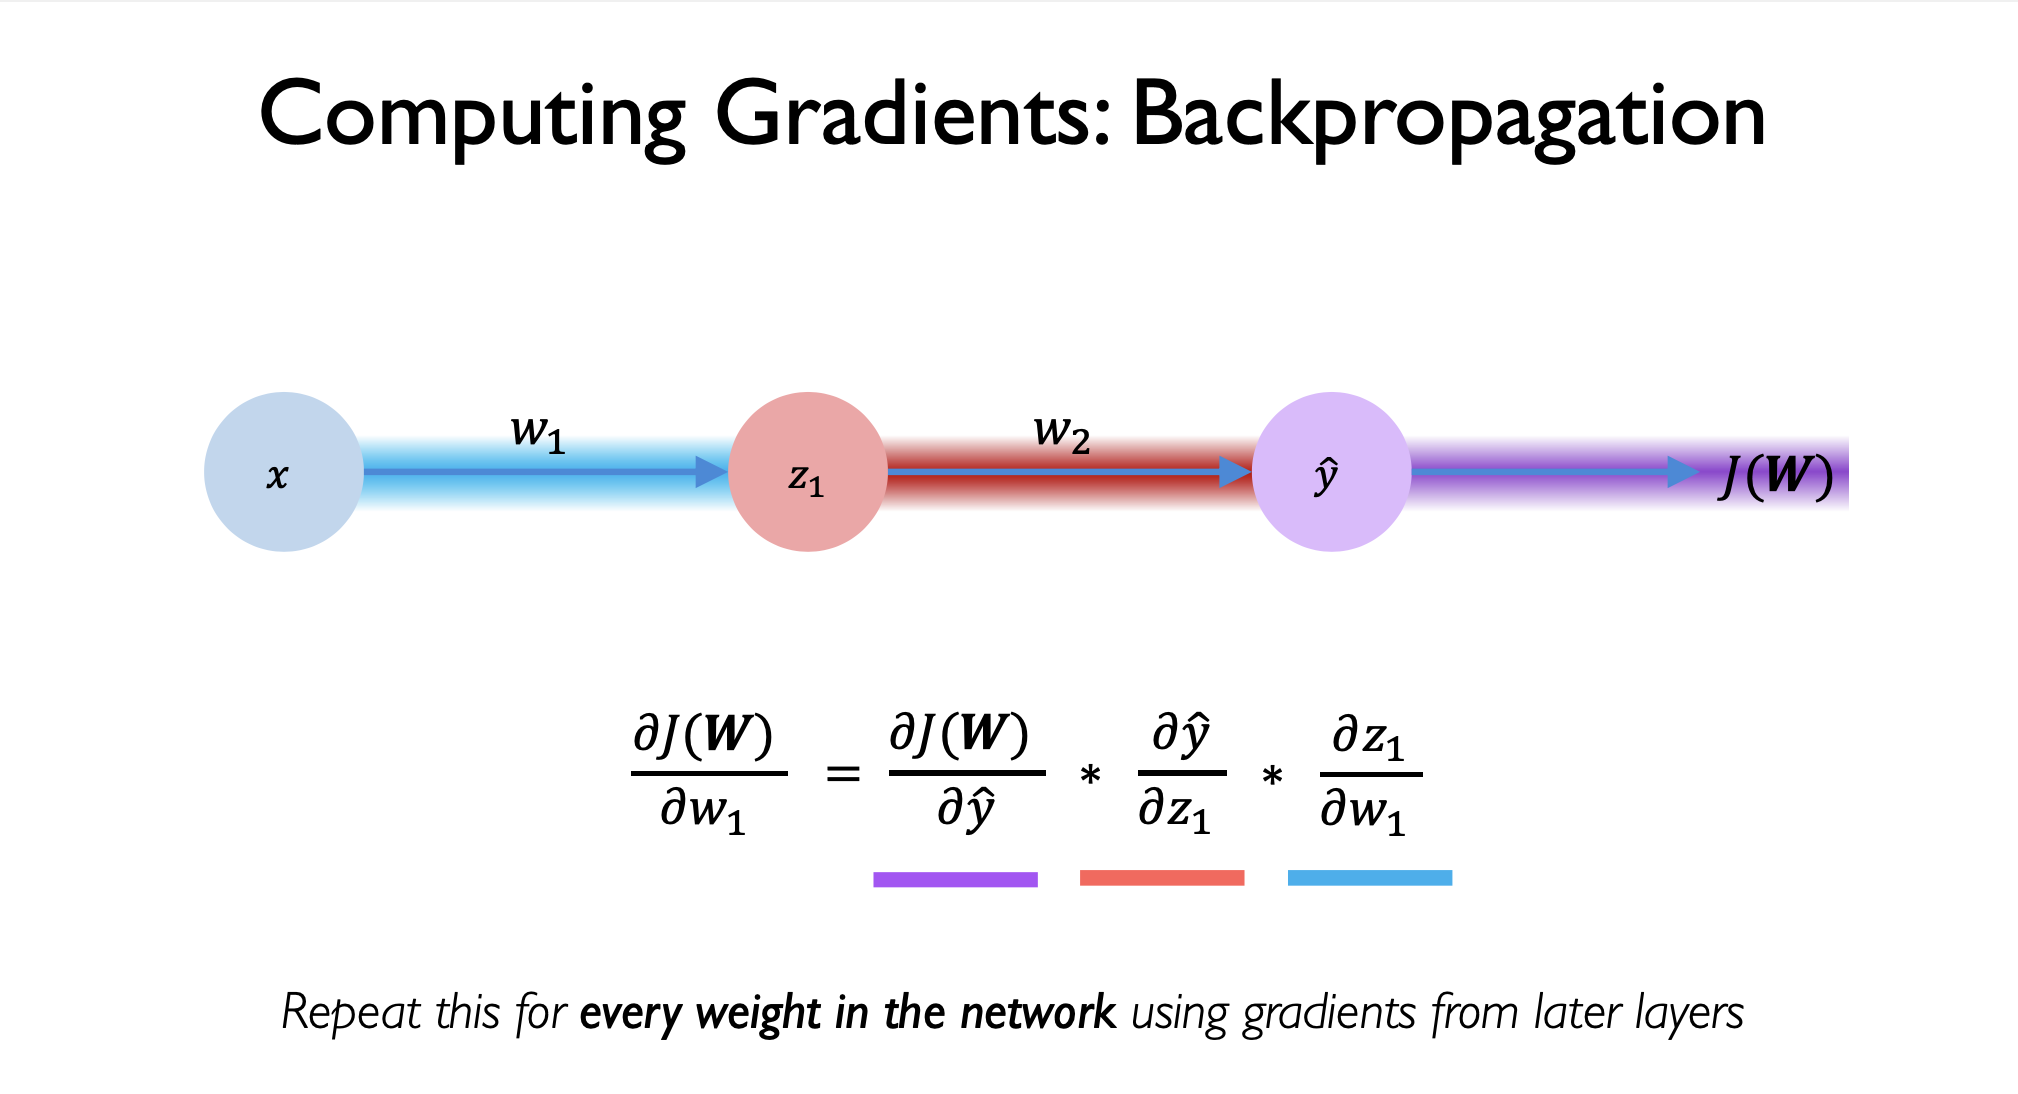 Computing Gradients: Backpropagation
x w₁ z₁ w₂ ŷ J(W)
∂J(W)/∂w₁ = ∂J(W)/∂ŷ * ∂ŷ/∂z₁ * ∂z₁/∂w₁
Repeat this for every weight in the network using gradients from later layers